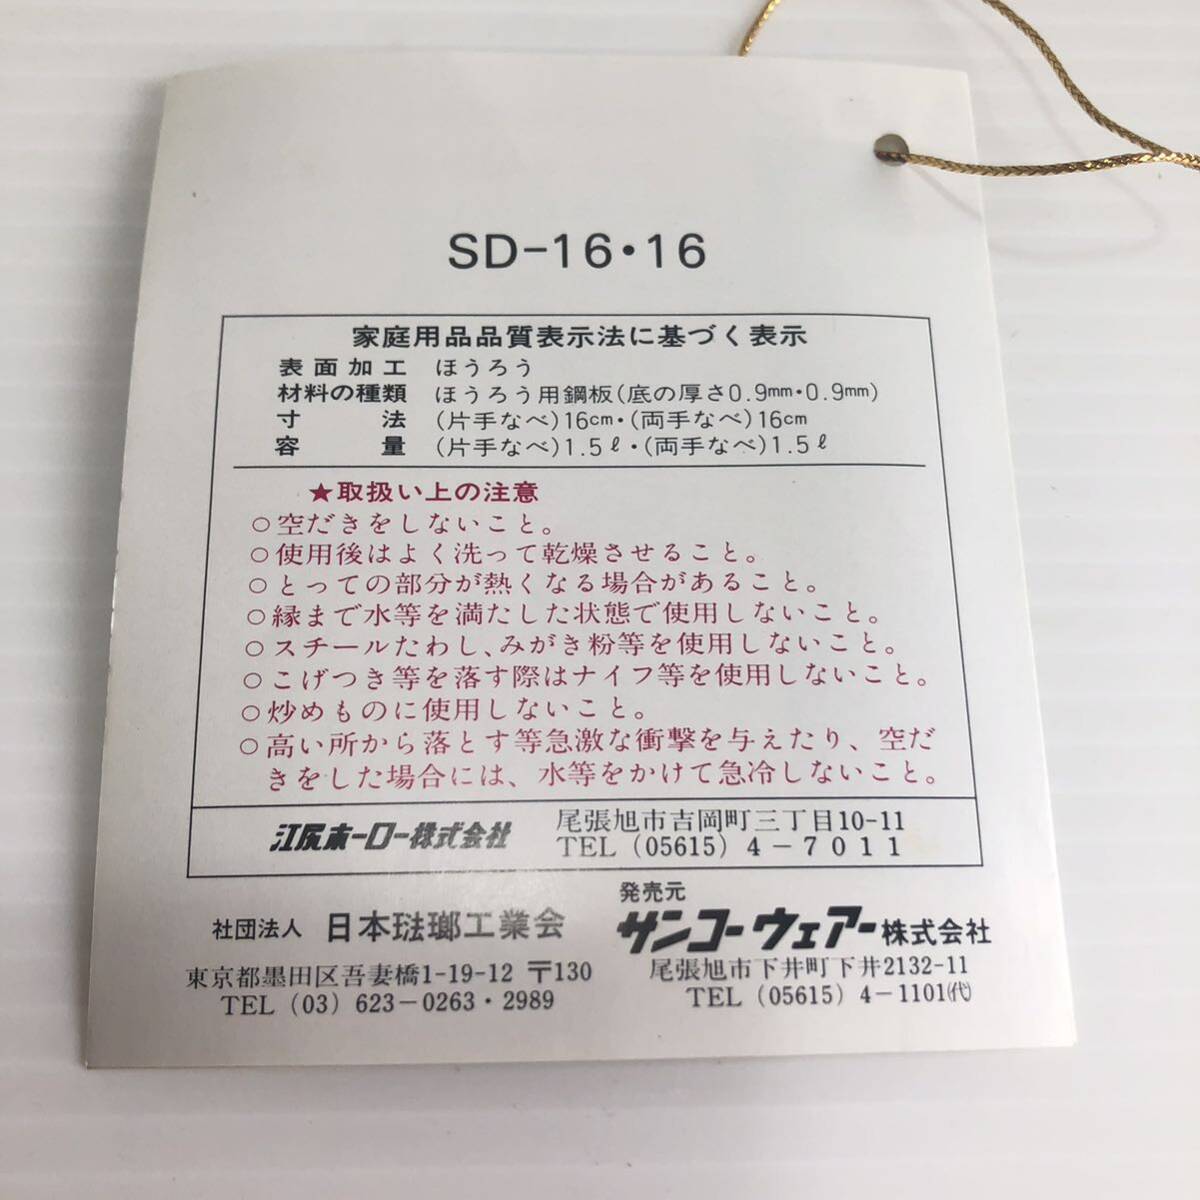 SD-16・16
家庭用品品質表示法に基づく表示
表面加工 ほうろう
材料の種類 ほうろう用鋼板(底の厚さ0.9mm・0.9mm)
寸法 (片手なべ)16cm・(両手なべ)16cm
容量 (片手なべ)1.5ℓ・(両手なべ)1.5ℓ
★取扱い上の注意
○空だきをしないこと。
○使用後はよく洗って乾燥させること。
○とっての部分が熱くなる場合があること。
○縁まで水等を満たした状態で使用しないこと。
○スチールたわし、みがき粉等を使用しないこと。
○こげつき等を落す際はナイフ等を使用しないこと。
○炒めものに使用しないこと。
○高い所から落とす等急激な衝撃を与えたり、空だ
きをした場合には、水等をかけて急冷しないこと。
江尻ホーロー株式会社
尾張旭市吉岡町三丁目10-11
TEL (05615) 4-7011
社団法人 日本琺瑯工業会
東京都墨田区吾妻橋1-19-12 〒130
TEL (03) 623-0263・2989
発売元
サンコーウェアー株式会社
尾張旭市下井町下井2132-11
TEL (05615) 4-1101(代)